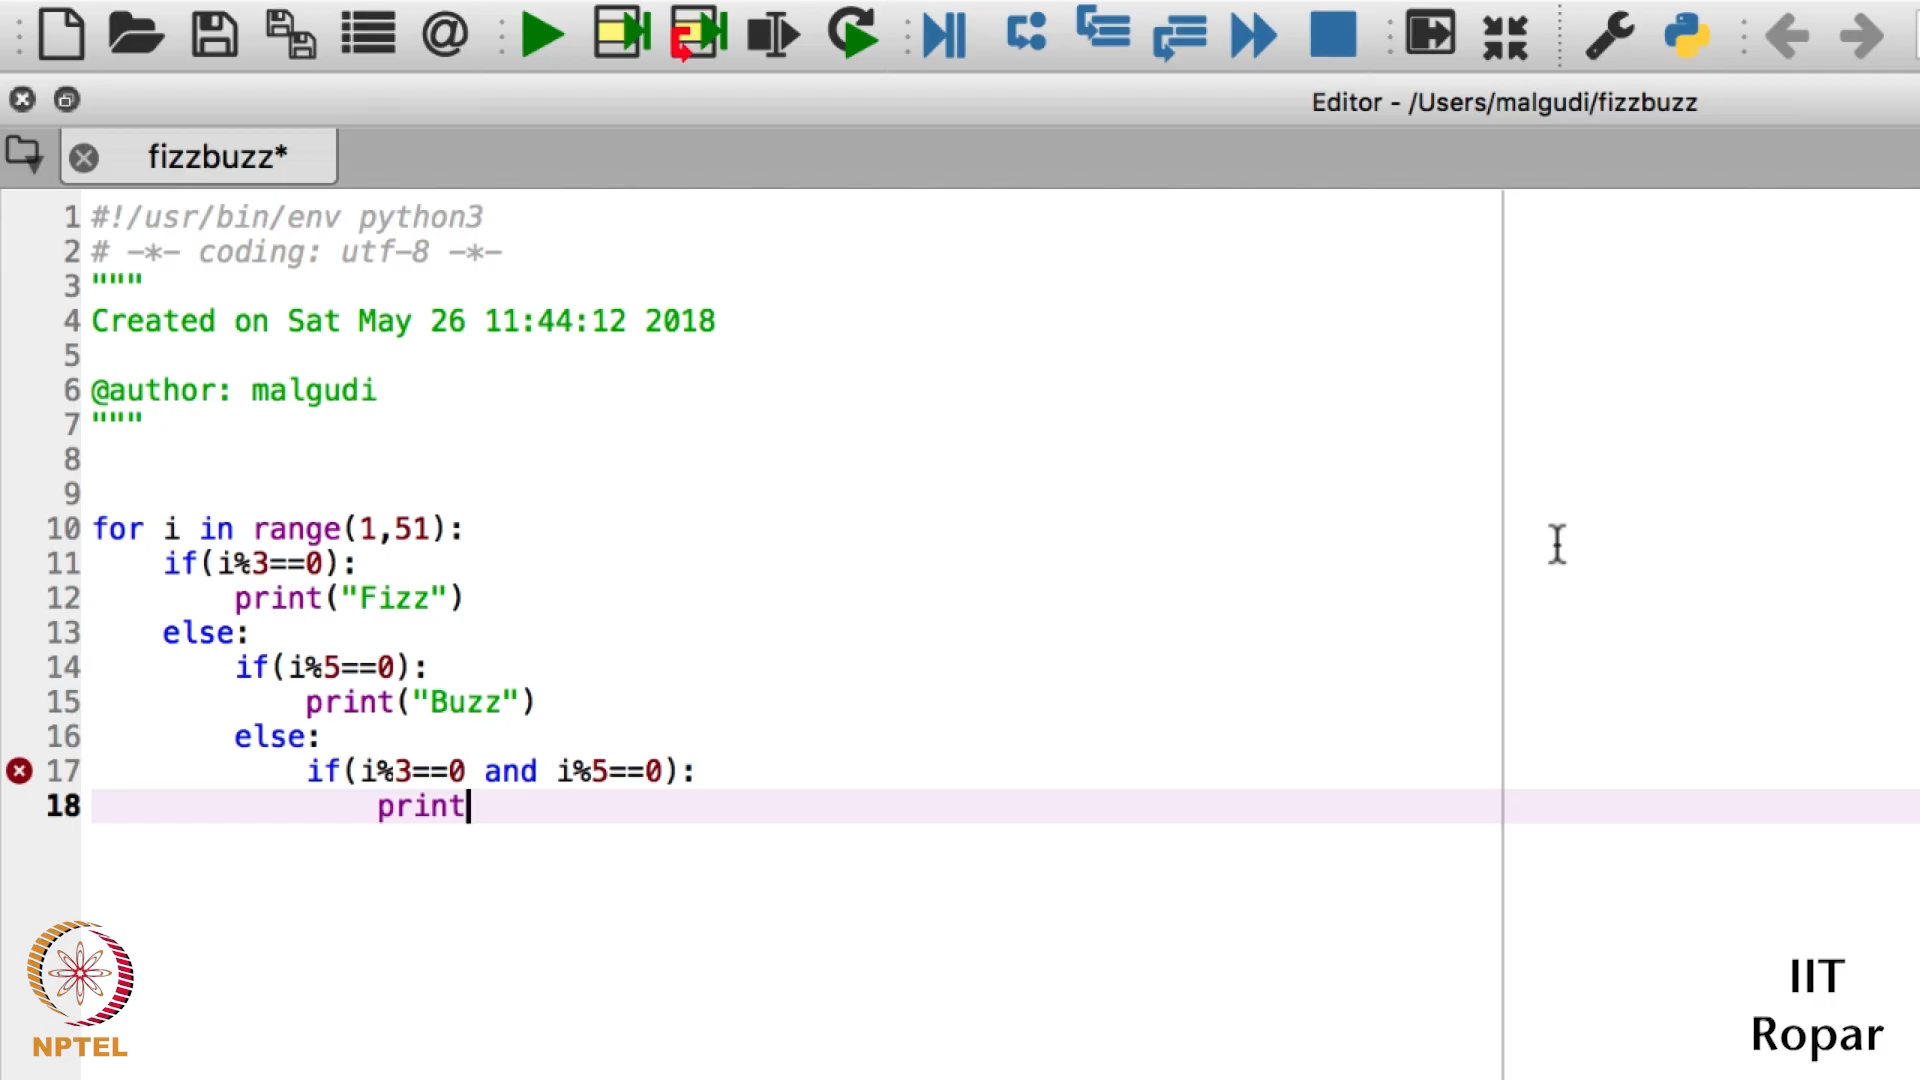 Editor - /Users/malgudi/fizzbuzz
fizzbuzz*
1 #!/usr/bin/env python3
2 # -*- coding: utf-8 -*-
3 """
4 Created on Sat May 26 11:44:12 2018
5
6 @author: malgudi
7 """
8
9
10 for i in range(1,51):
11     if(i%3==0):
12         print("Fizz")
13     else:
14         if(i%5==0):
15             print("Buzz")
16         else:
17             if(i%3==0 and i%5==0):
18                 print
NPTEL
IIT
Ropar